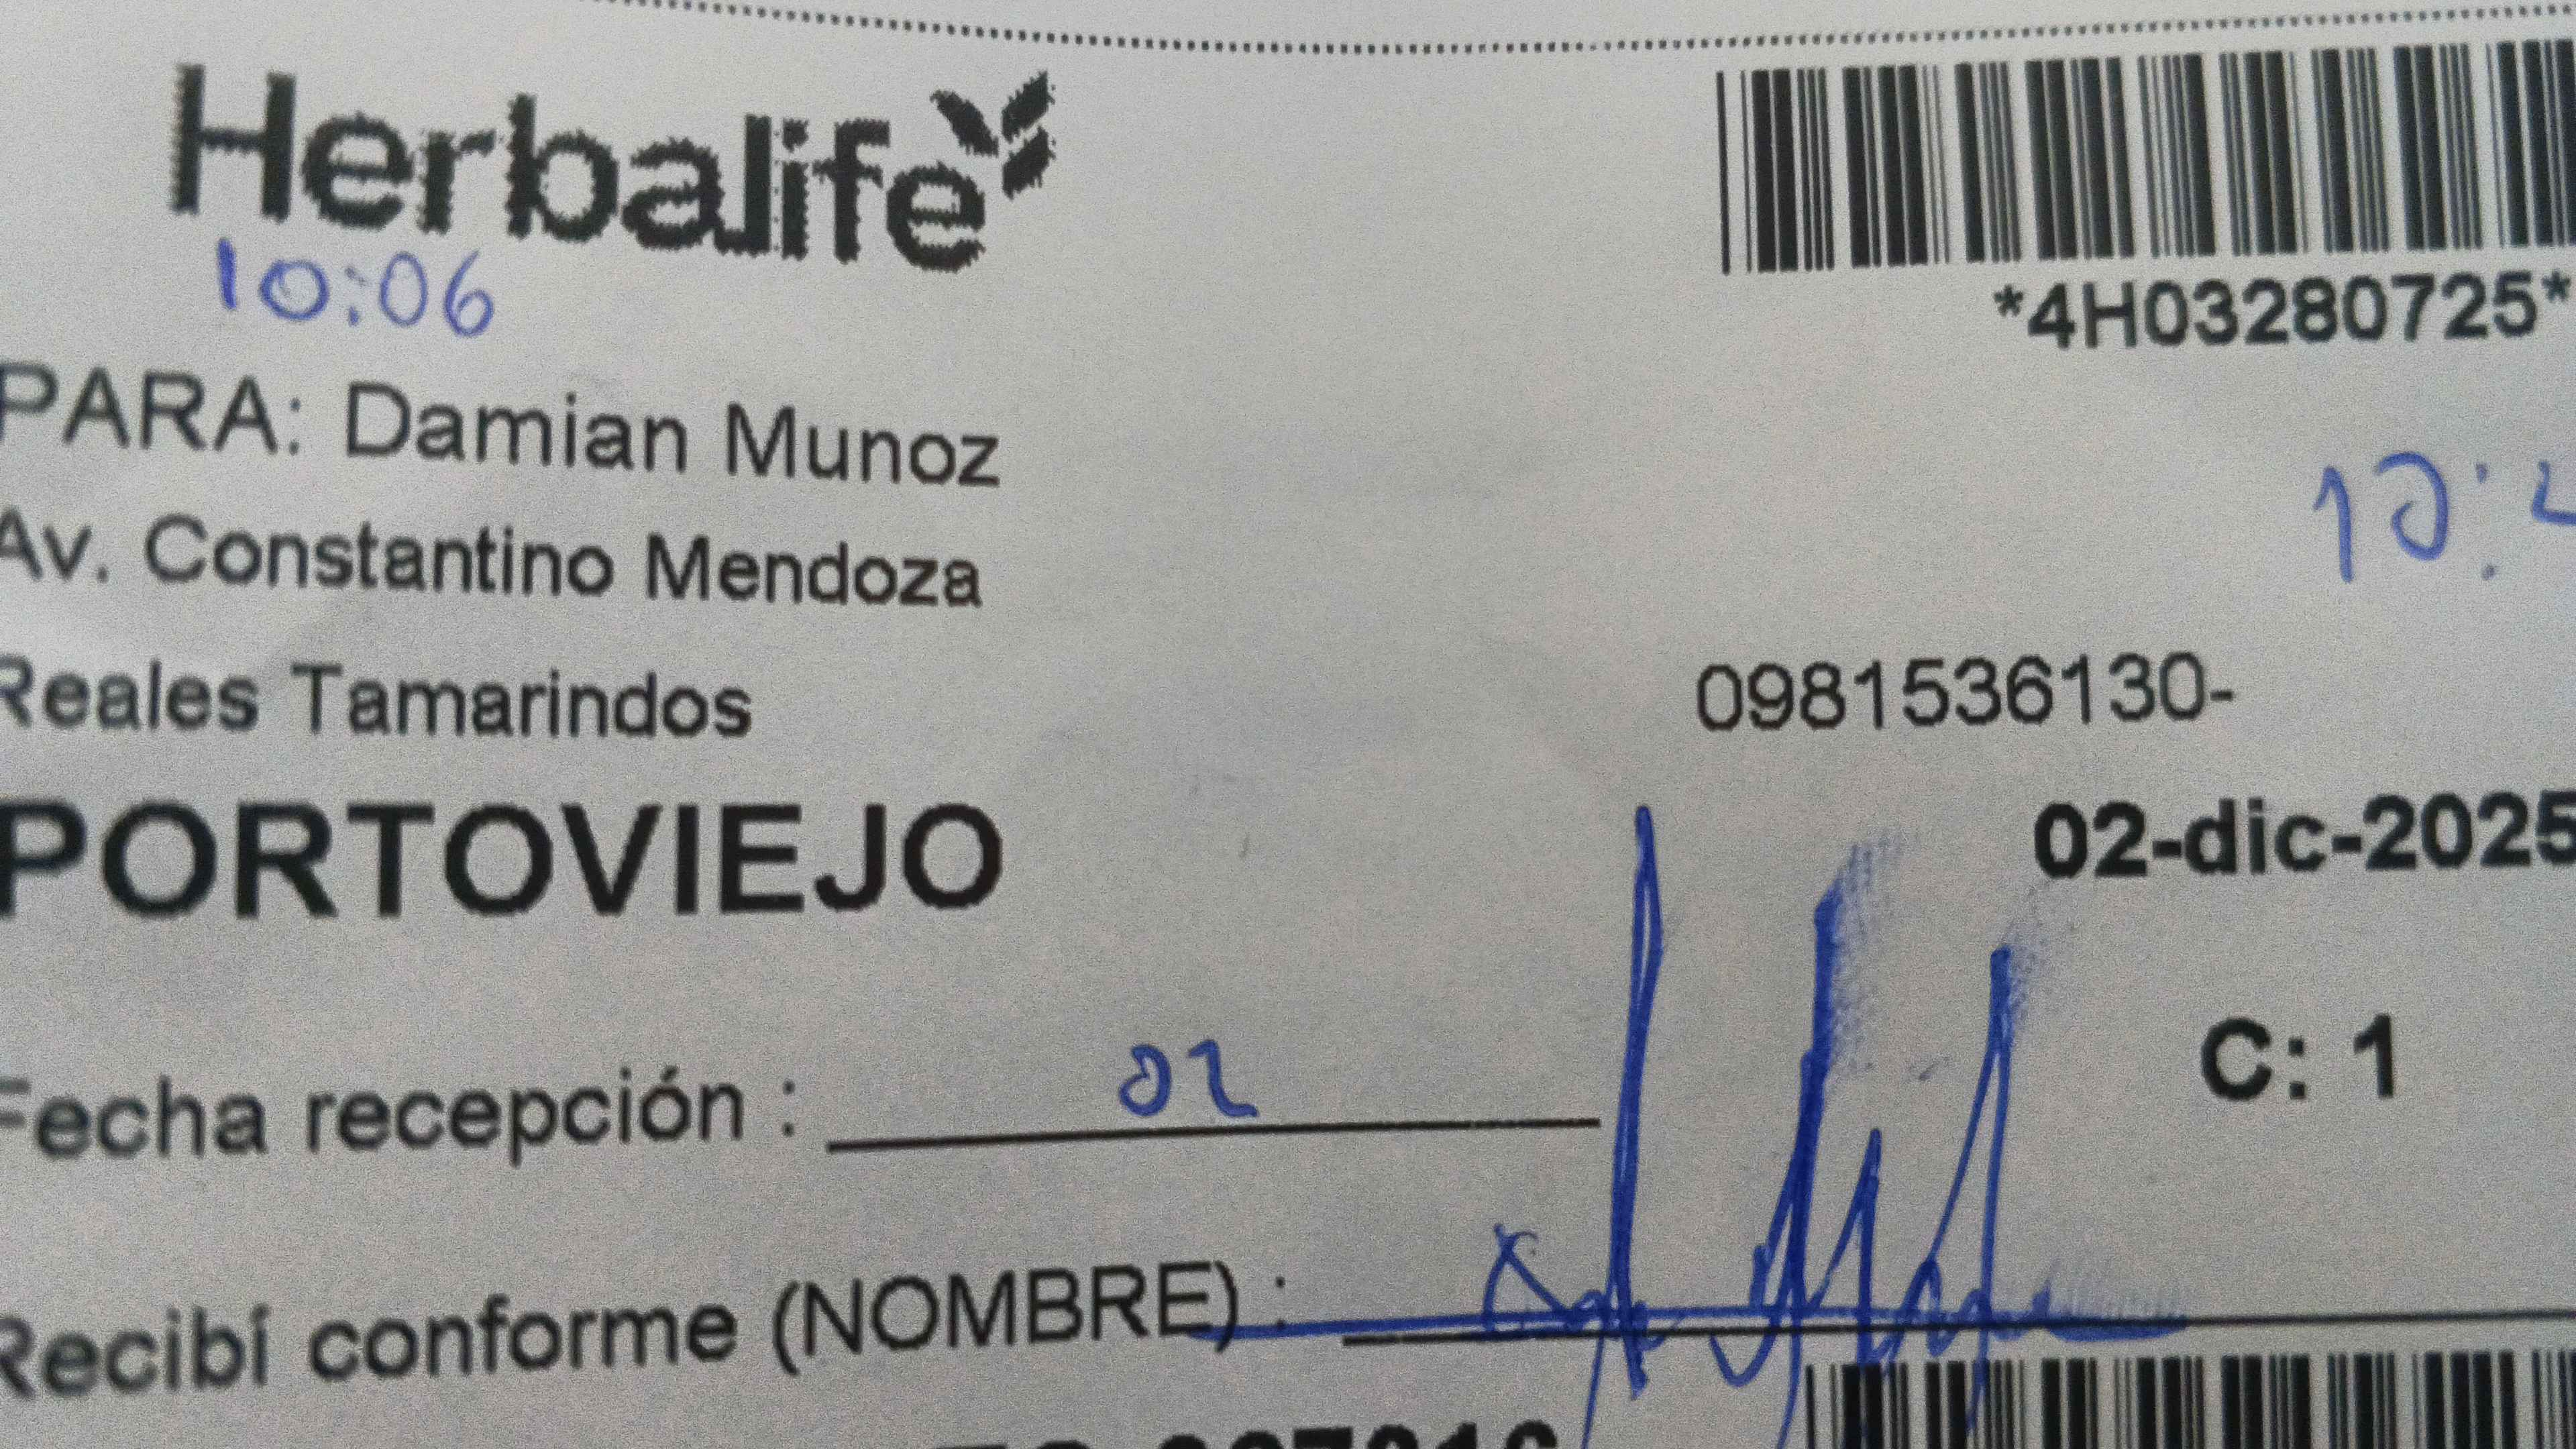 Herbalife
10:06
*4H03280725*
PARA: Damian Munoz
Av. Constantino Mendoza
Reales Tamarindos
0981536130-
PORTOVIEJO
02-dic-2025
C: 1
Fecha recepción : 02
Recibí conforme (NOMBRE) :